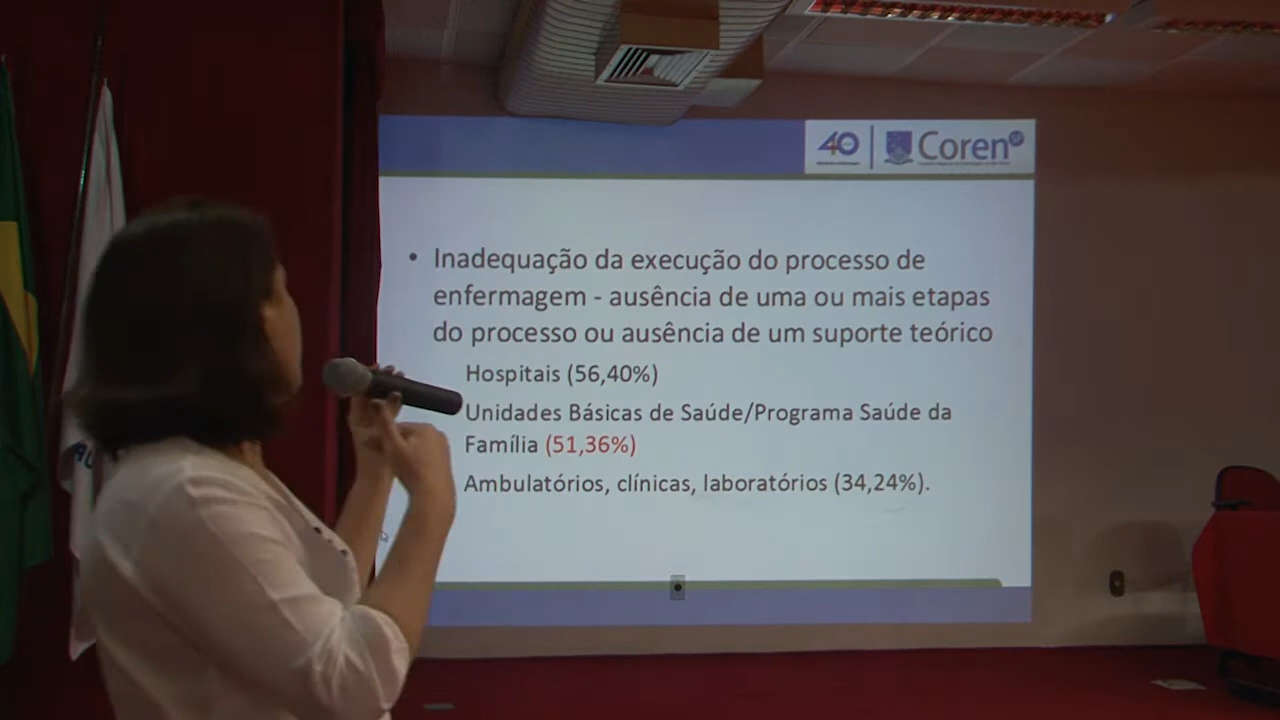 40
Coren SP
• Inadequação da execução do processo de
enfermagem - ausência de uma ou mais etapas
do processo ou ausência de um suporte teórico
Hospitais (56,40%)
Unidades Básicas de Saúde/Programa Saúde da
Família (51,36%)
Ambulatórios, clínicas, laboratórios (34,24%).